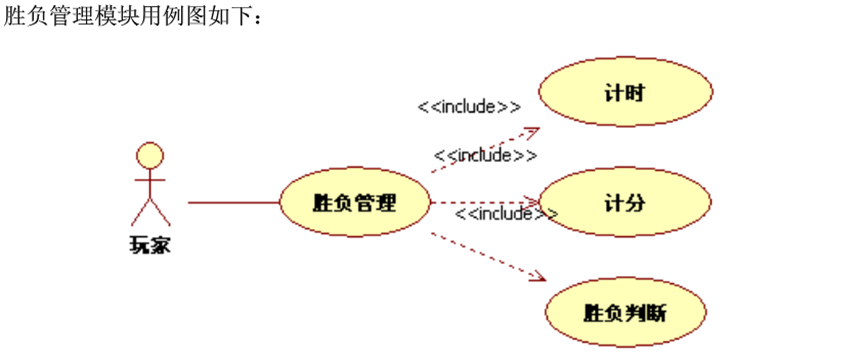 胜负管理模块用例图如下：
计时
<<include>>
<<include>>
胜负管理
计分
<<include>>
玩家
胜负判断